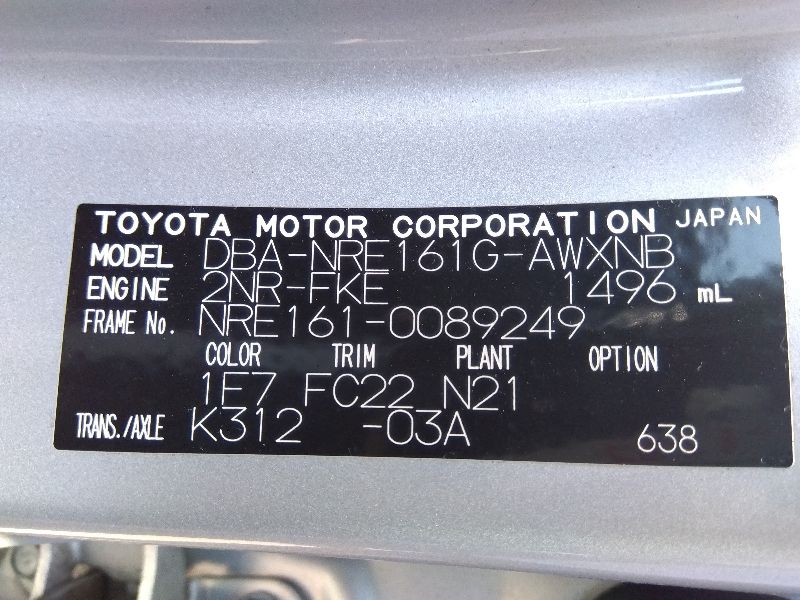 TOYOTA MOTOR CORPORATION JAPAN
MODEL DBA-NRE161G-AWXNB
ENGINE 2NR-FKE 1496 mL
FRAME No. NRE161-0089249
COLOR TRIM PLANT OPTION
1E7 FC22 N21
TRANS./AXLE K312 -03A 638